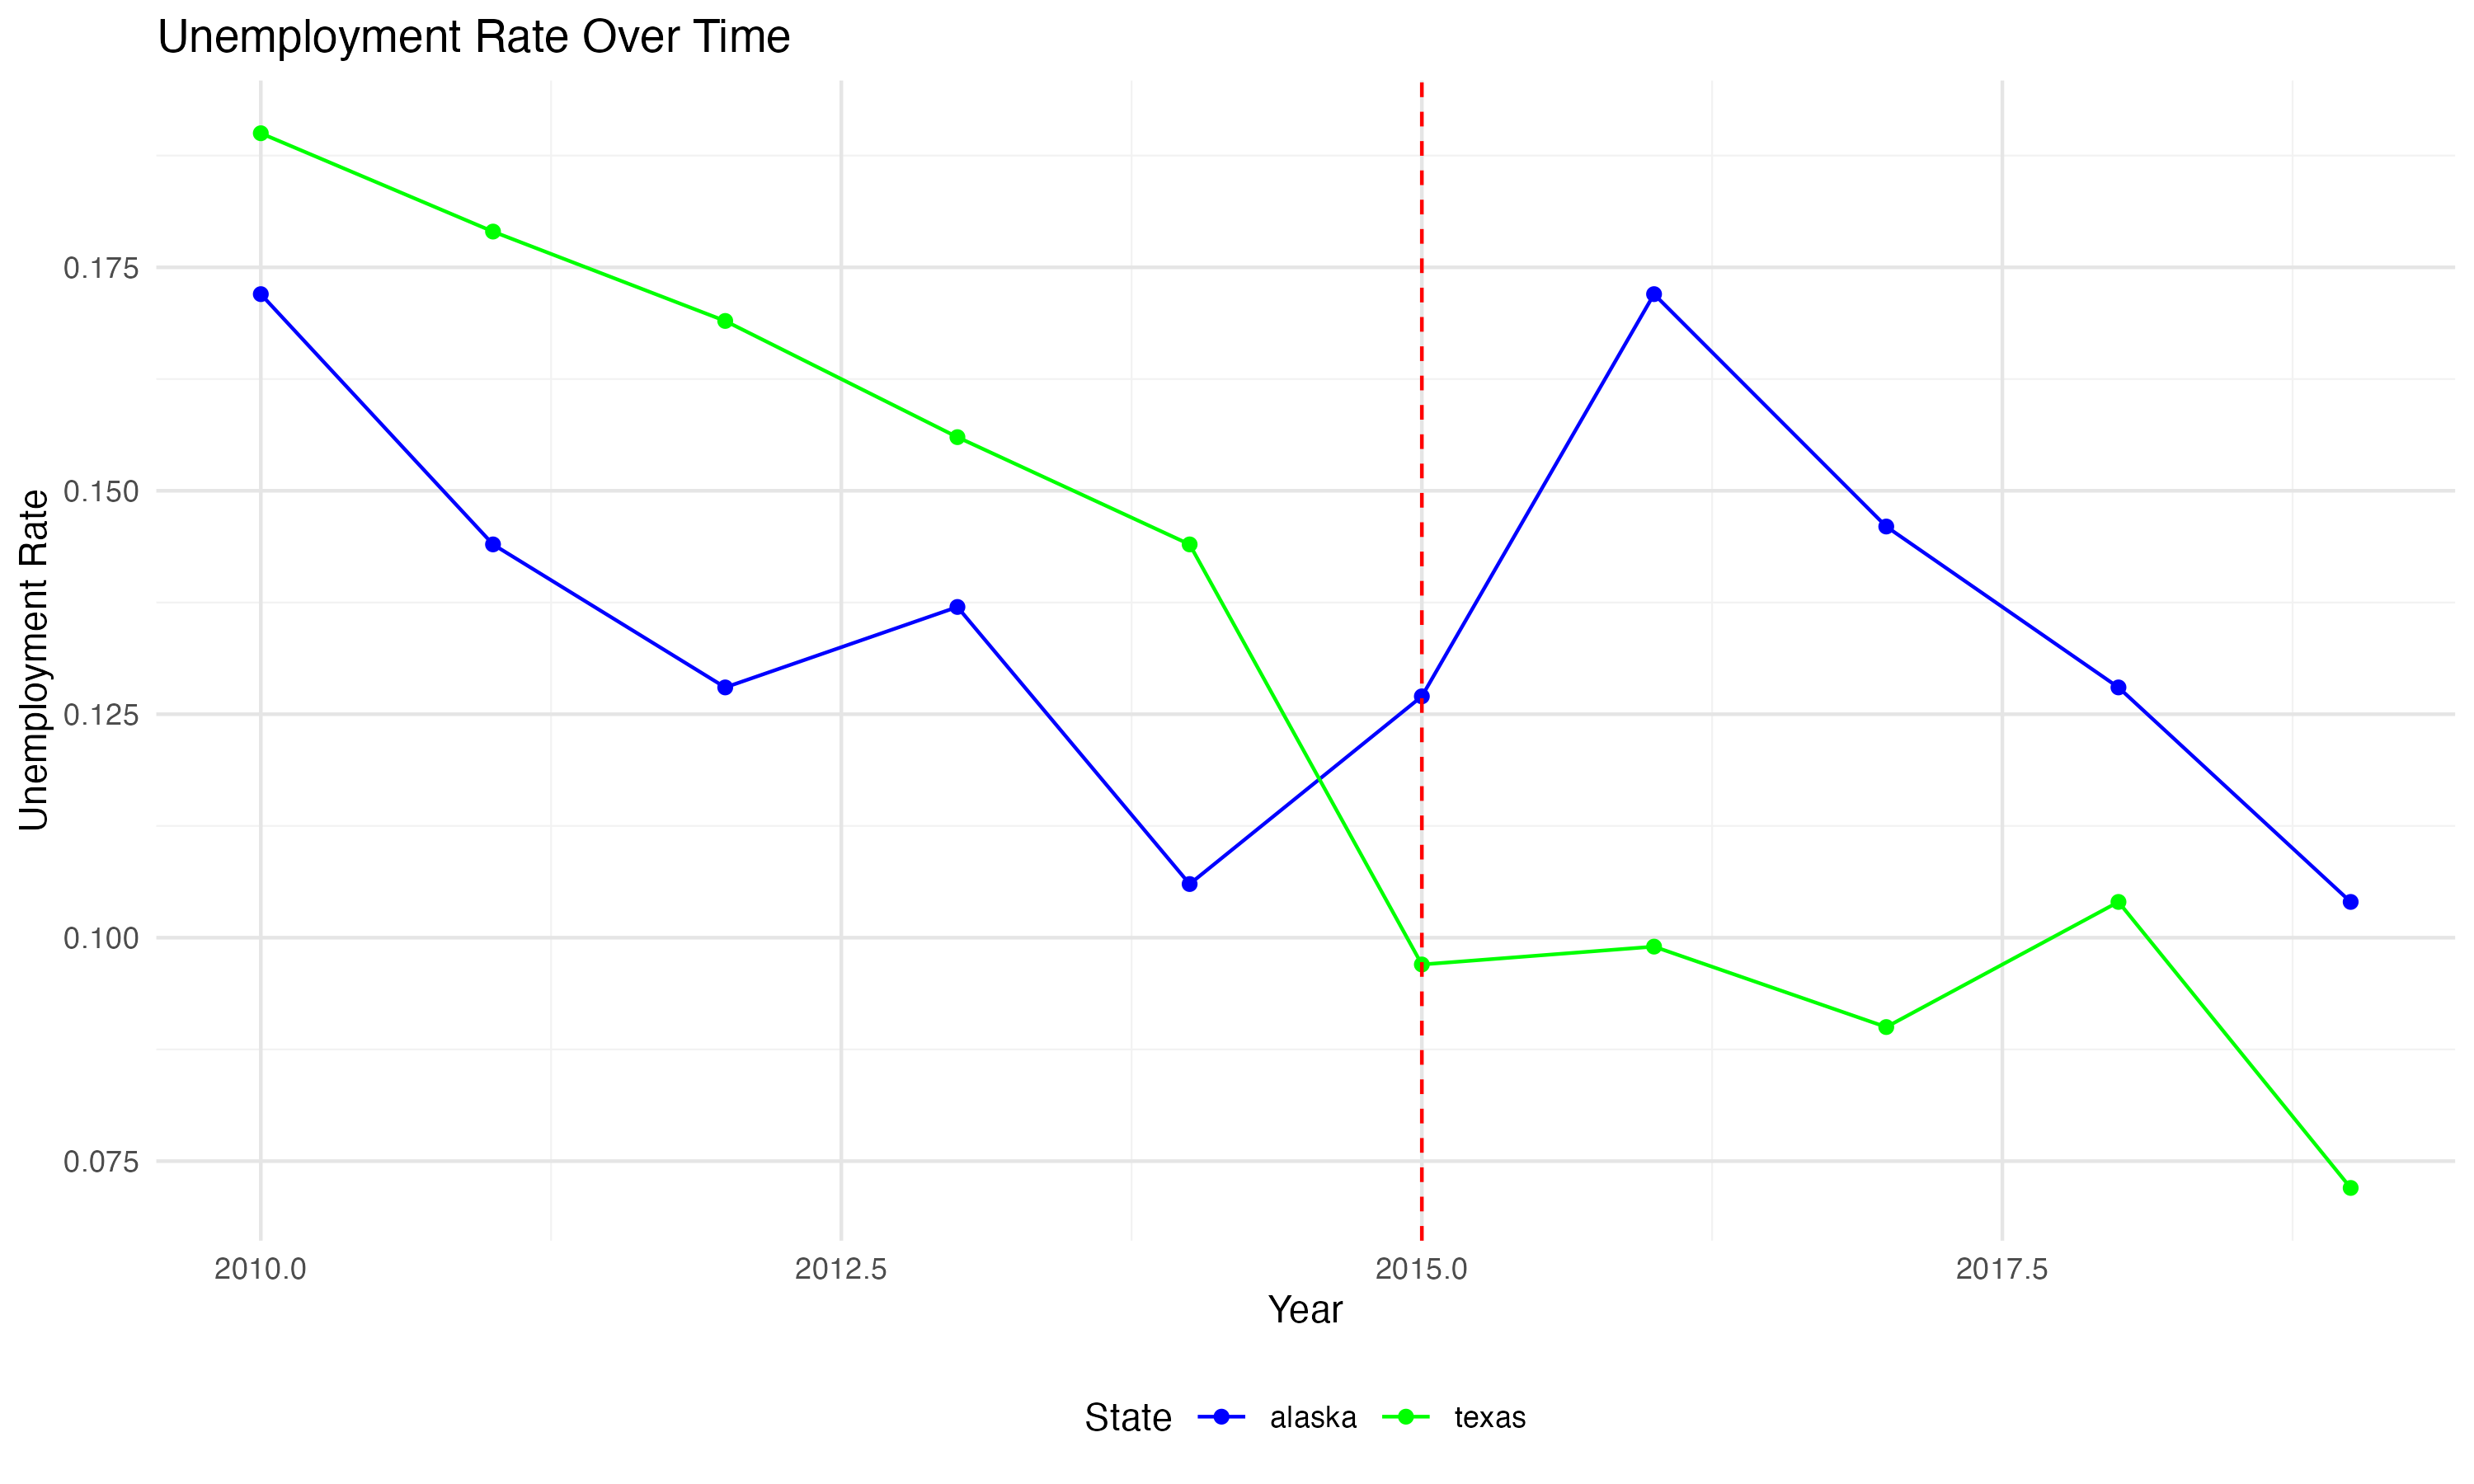 Unemployment Rate Over Time
Unemployment Rate
0.175
0.150
0.125
0.100
0.075
2010.0 2012.5 2015.0 2017.5
Year
State alaska texas